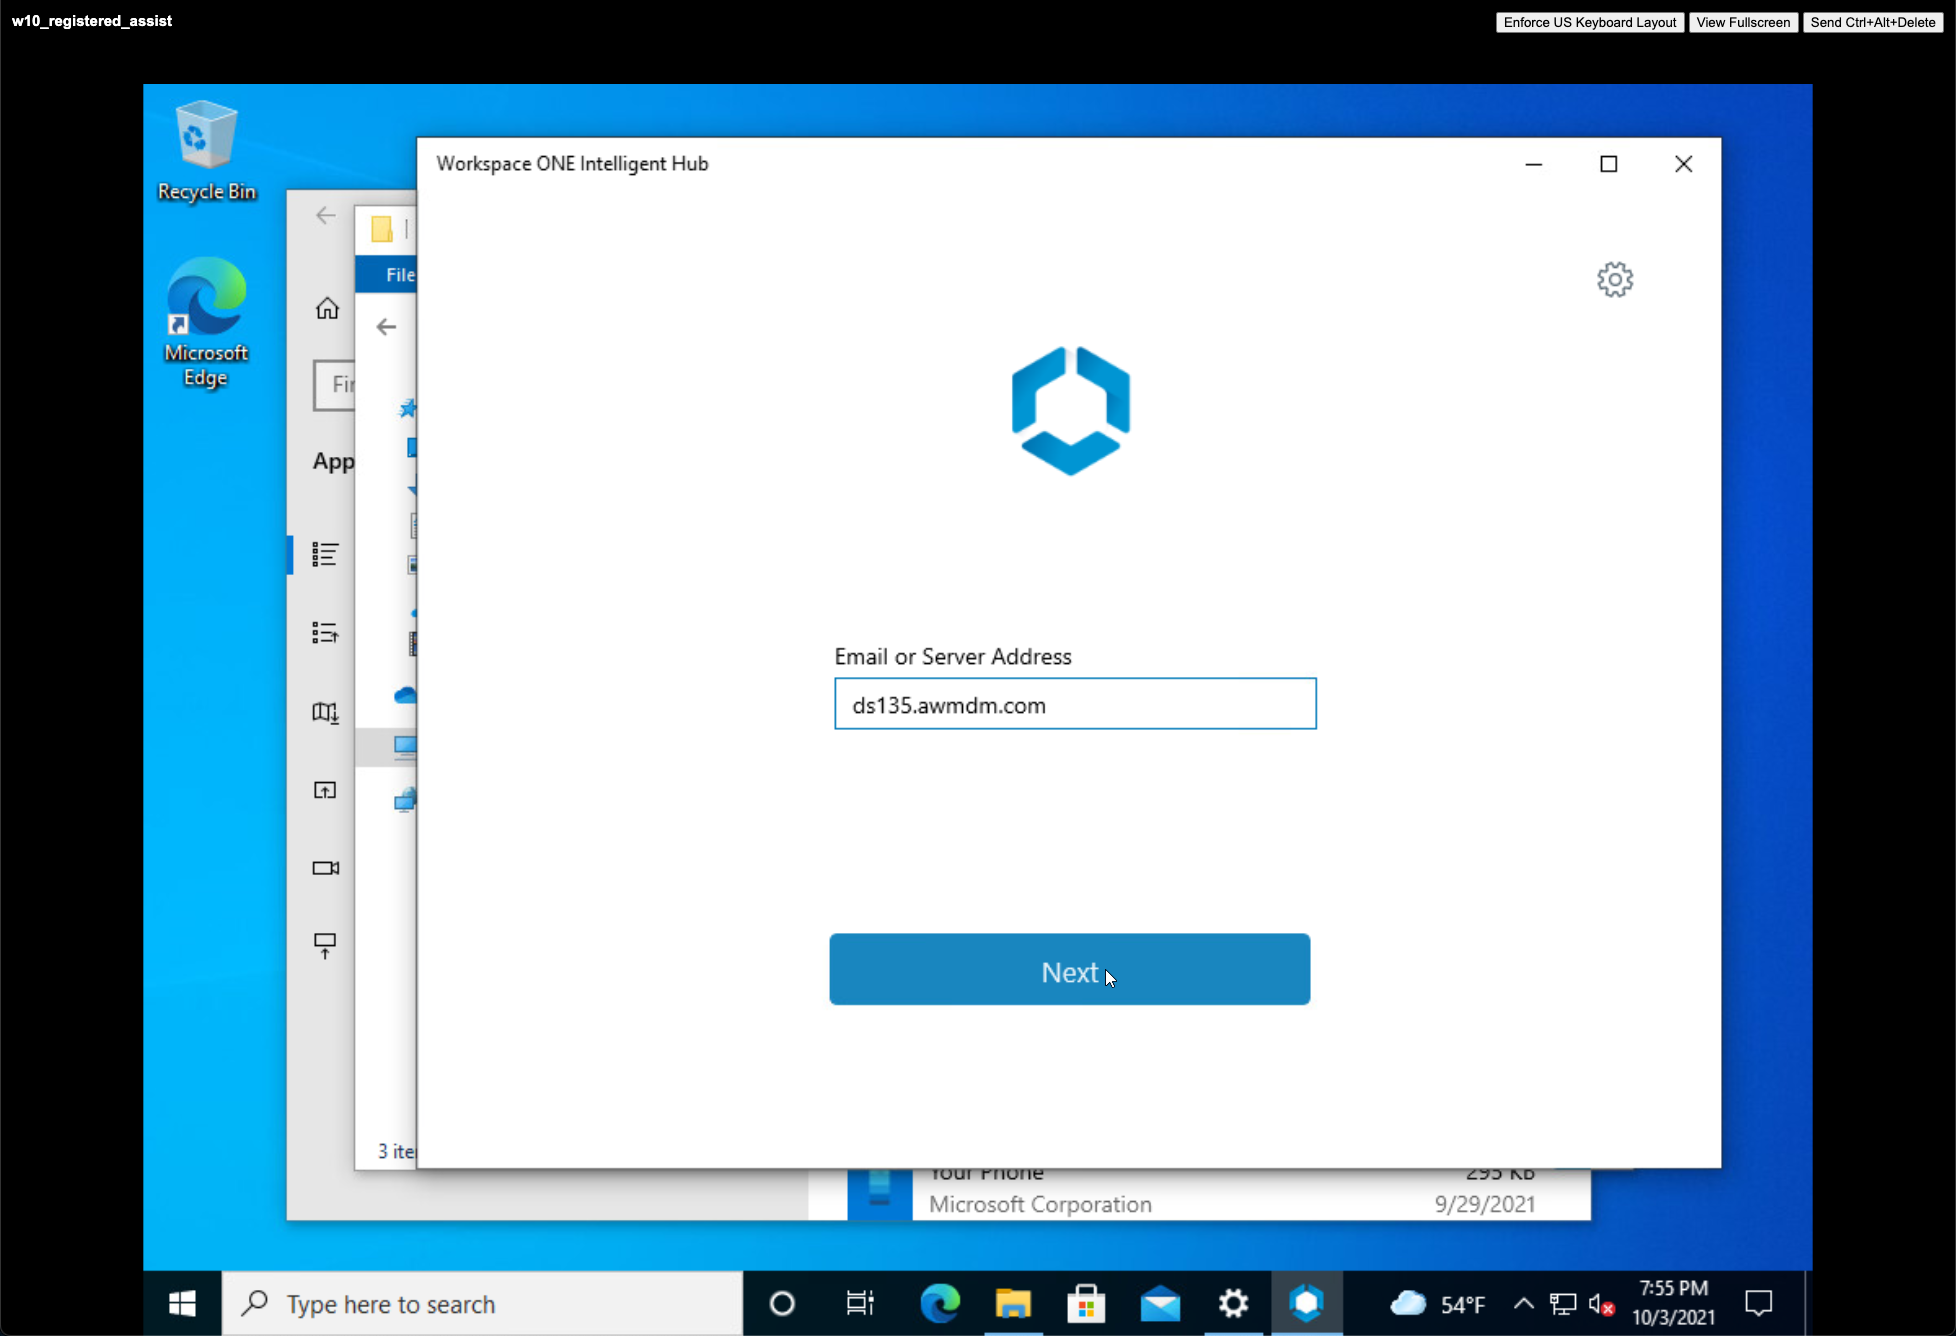 w10_registered_assist
Enforce US Keyboard Layout
View Fullscreen
Send Ctrl+Alt+Delete
Recycle Bin
Microsoft
Edge
Workspace ONE Intelligent Hub
File
Fin
App
Email or Server Address
ds135.awmdm.com
Next
3 ite
Your Phone
295 KB
Microsoft Corporation
9/29/2021
Type here to search
54°F
7:55 PM
10/3/2021